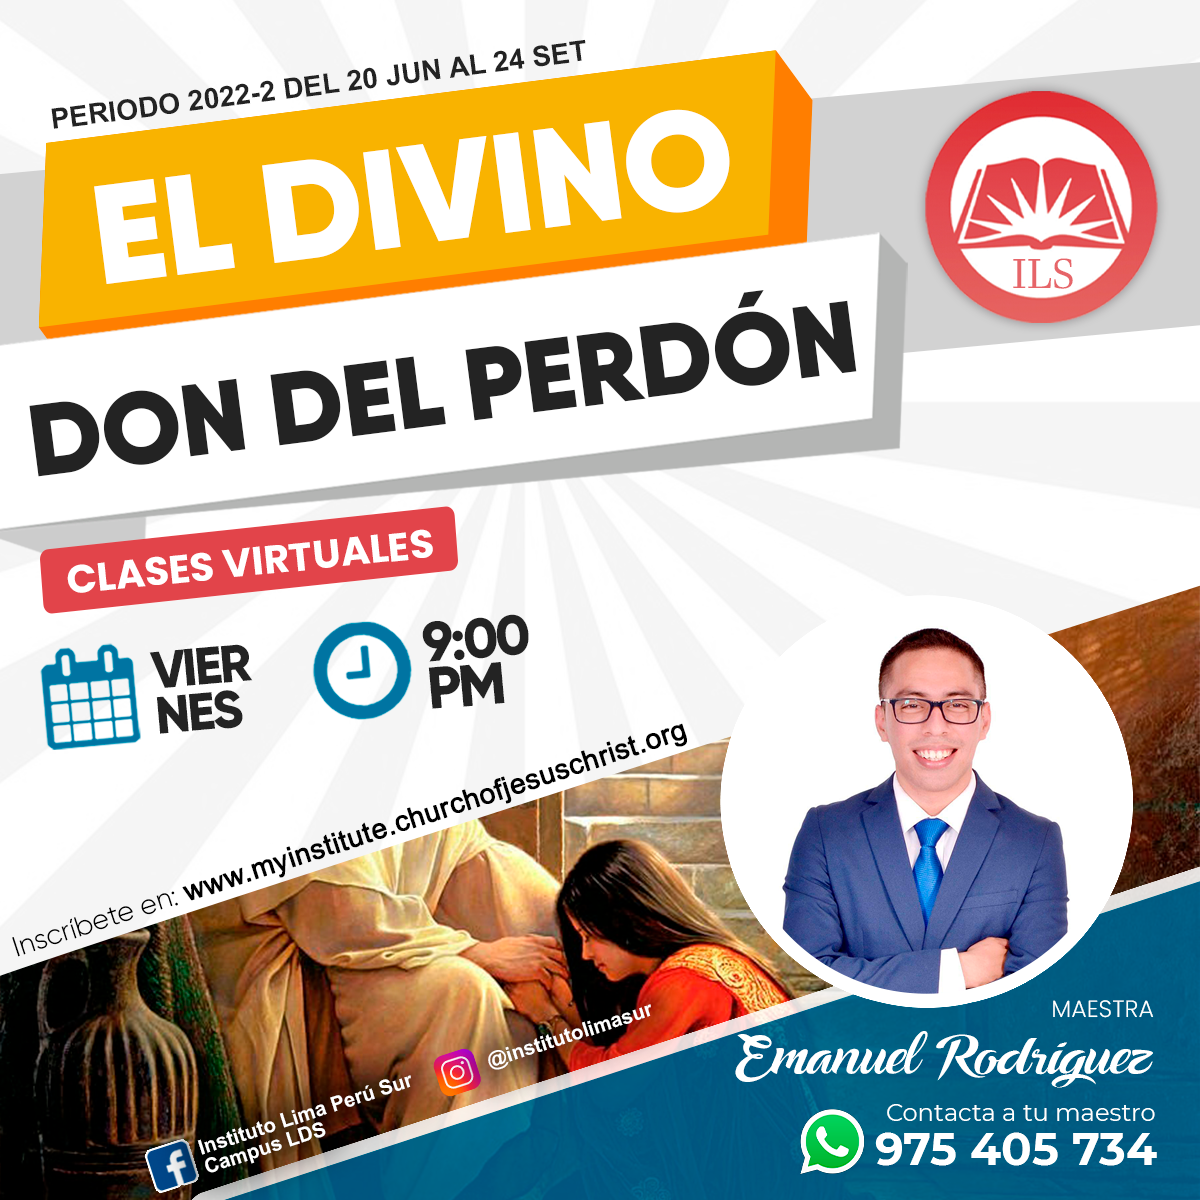 PERIODO 2022-2 DEL 20 JUN AL 24 SET
EL DIVINO
DON DEL PERDÓN
ILS
CLASES VIRTUALES
VIER
NES
9:00
PM
Inscríbete en: www.myinstitute.churchofjesuschrist.org
@institutolimasur
Instituto Lima Perú Sur
Campus LDS
MAESTRA
Emanuel Rodríguez
Contacta a tu maestro
975 405 734